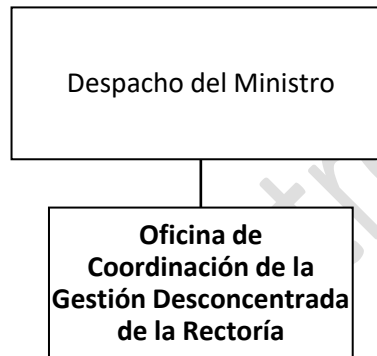 Despacho del Ministro
Oficina de
Coordinación de la
Gestión Desconcentrada
de la Rectoría